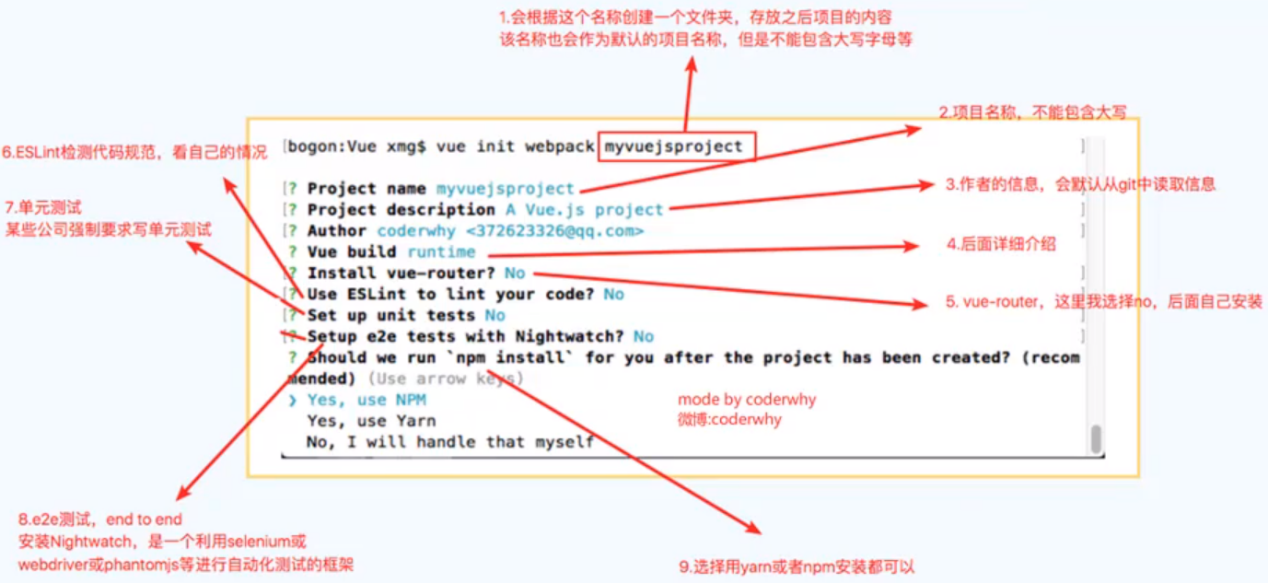 1.会根据这个名称创建一个文件夹，存放之后项目的内容
该名称也会作为默认的项目名称，但是不能包含大写字母等
2.项目名称，不能包含大写
6.ESLint检测代码规范，看自己的情况
[bogon:Vue xmg$ vue init webpack myvuejsproject ]
[? Project name myvuejsproject ]
3.作者的信息，会默认从git中读取信息
7.单元测试
某些公司强制要求写单元测试
[? Project description A Vue.js project ]
[? Author coderwhy <372623326@qq.com> ]
4.后面详细介绍
? Vue build runtime
[? Install vue-router? No ]
[? Use ESLint to lint your code? No ]
5. vue-router，这里我选择no，后面自己安装
[? Set up unit tests No ]
[? Setup e2e tests with Nightwatch? No ]
? Should we run `npm install` for you after the project has been created? (recom
mended) (Use arrow keys)
❯ Yes, use NPM
Yes, use Yarn
No, I will handle that myself
mode by coderwhy
微博:coderwhy
8.e2e测试，end to end
安装Nightwatch，是一个利用selenium或
webdriver或phantomjs等进行自动化测试的框架
9.选择用yarn或者npm安装都可以